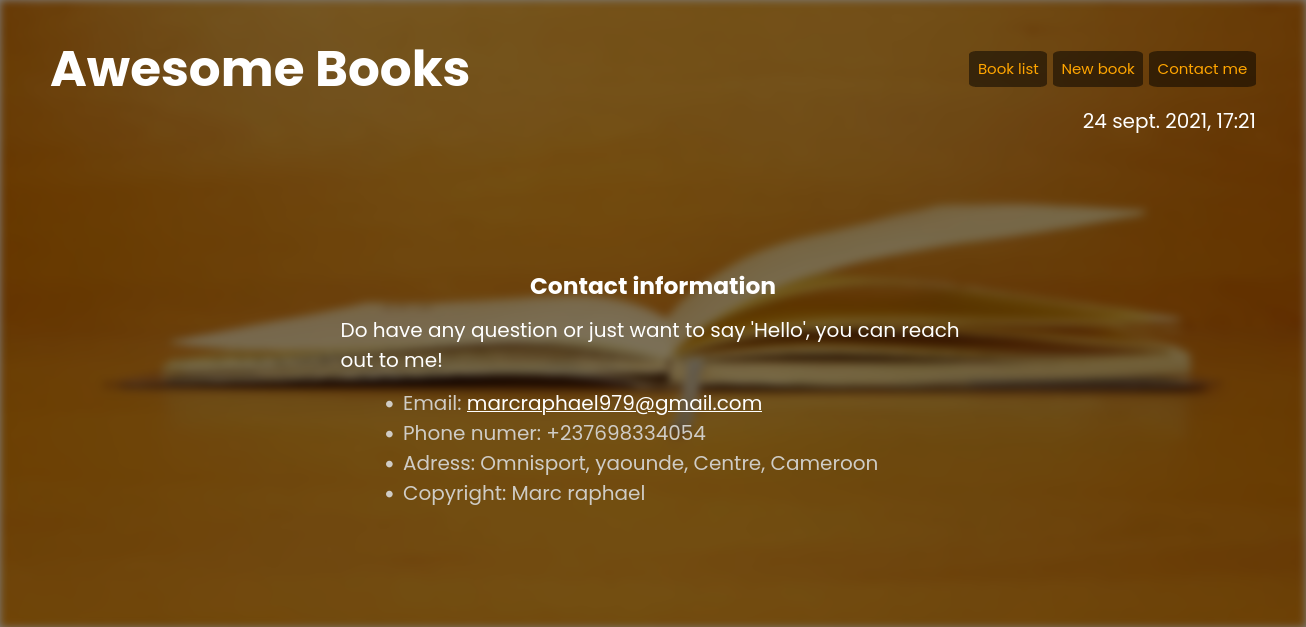 Awesome Books
Book list New book Contact me
24 sept. 2021, 17:21
Contact information
Do have any question or just want to say 'Hello', you can reach
out to me!
• Email: marcraphael979@gmail.com
• Phone numer: +237698334054
• Adress: Omnisport, yaounde, Centre, Cameroon
• Copyright: Marc raphael